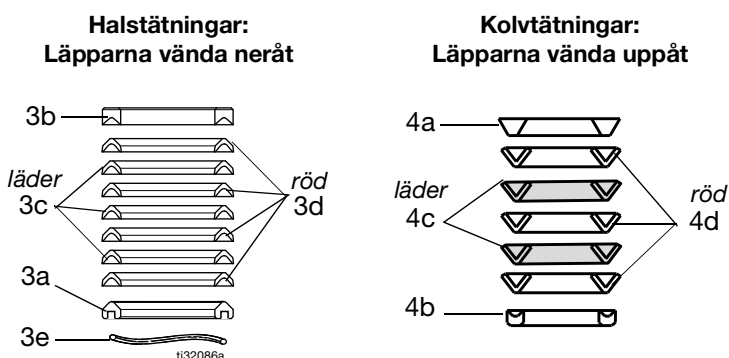 Halstätningar:
Läpparna vända neråt
3b
läder
3c
röd
3d
3a
3e
ti32086a
Kolvtätningar:
Läpparna vända uppåt
4a
läder
4c
röd
4d
4b